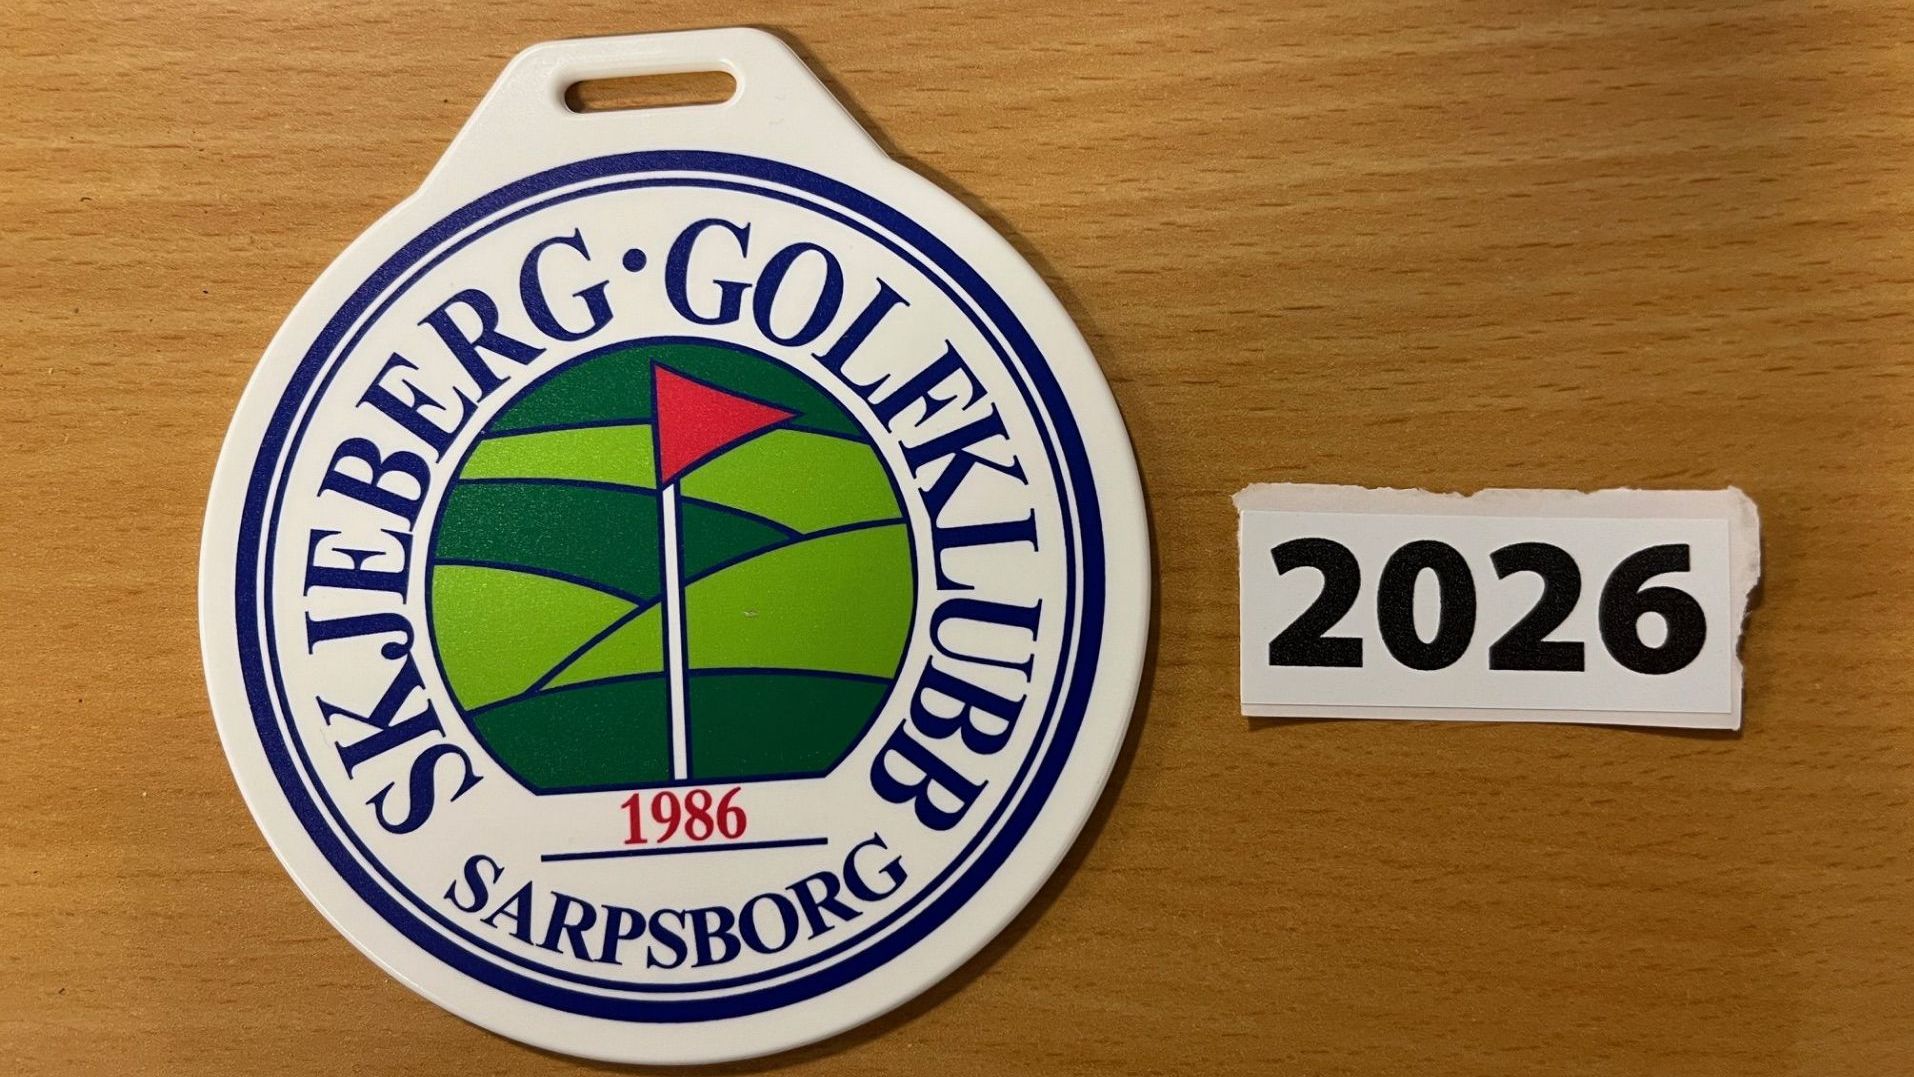 SKJEBERG · GOLFKLUBB
1986
SARPSBORG
2026